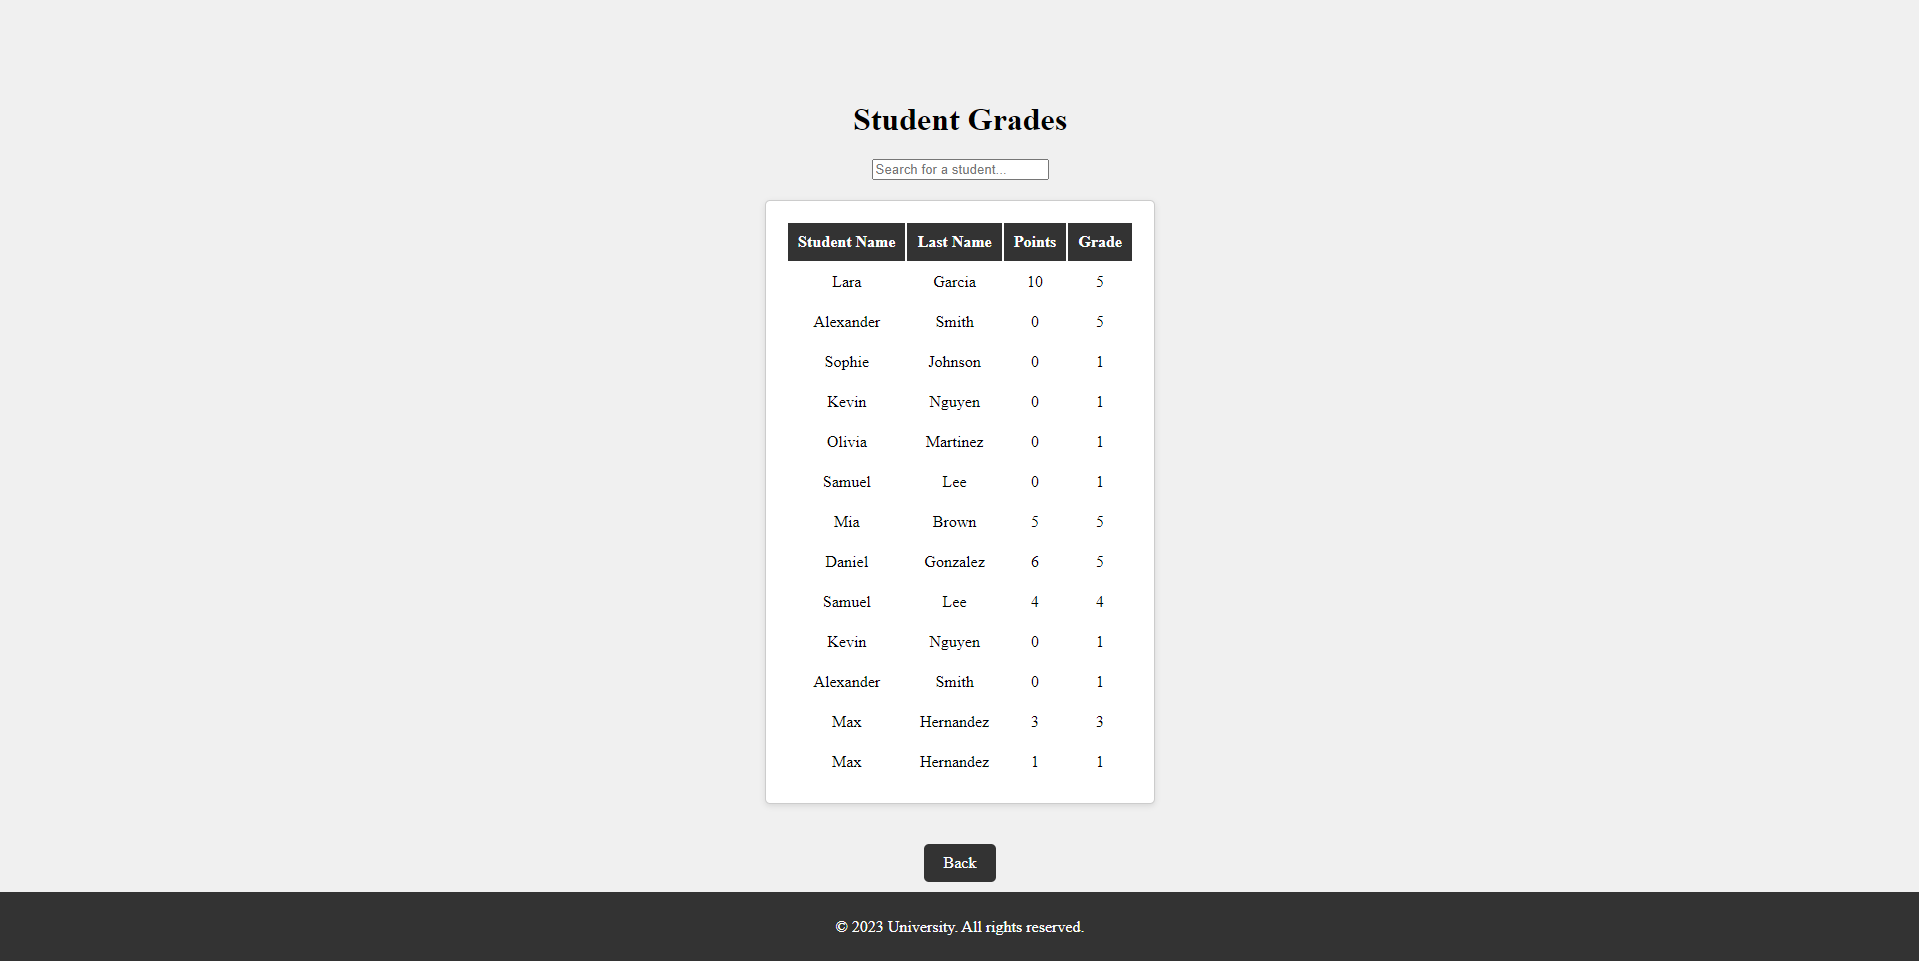 Student Grades
Search for a student...
Student Name Last Name Points Grade
Lara Garcia 10 5
Alexander Smith 0 5
Sophie Johnson 0 1
Kevin Nguyen 0 1
Olivia Martinez 0 1
Samuel Lee 0 1
Mia Brown 5 5
Daniel Gonzalez 6 5
Samuel Lee 4 4
Kevin Nguyen 0 1
Alexander Smith 0 1
Max Hernandez 3 3
Max Hernandez 1 1
Back
© 2023 University. All rights reserved.